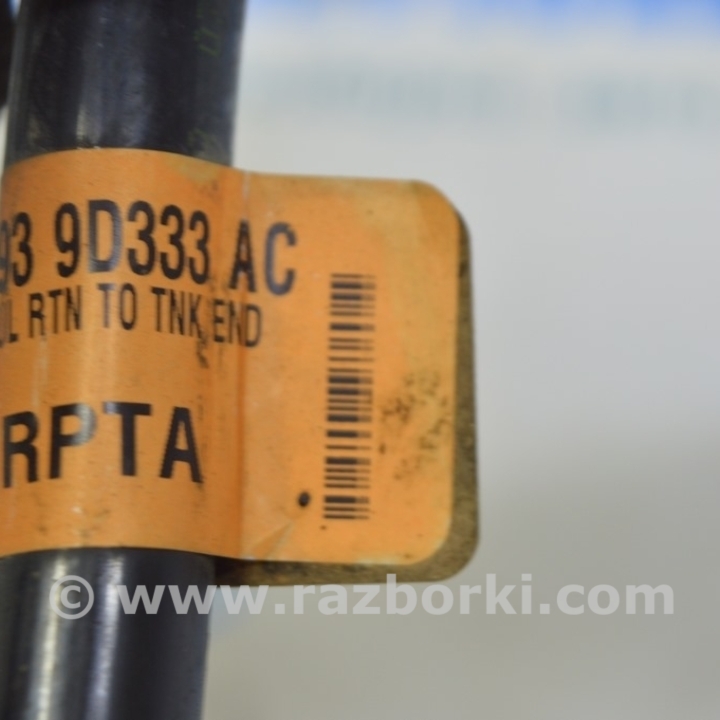 93 9D333 AC
RTN TO TNK END
RPTA
© www.razborki.com